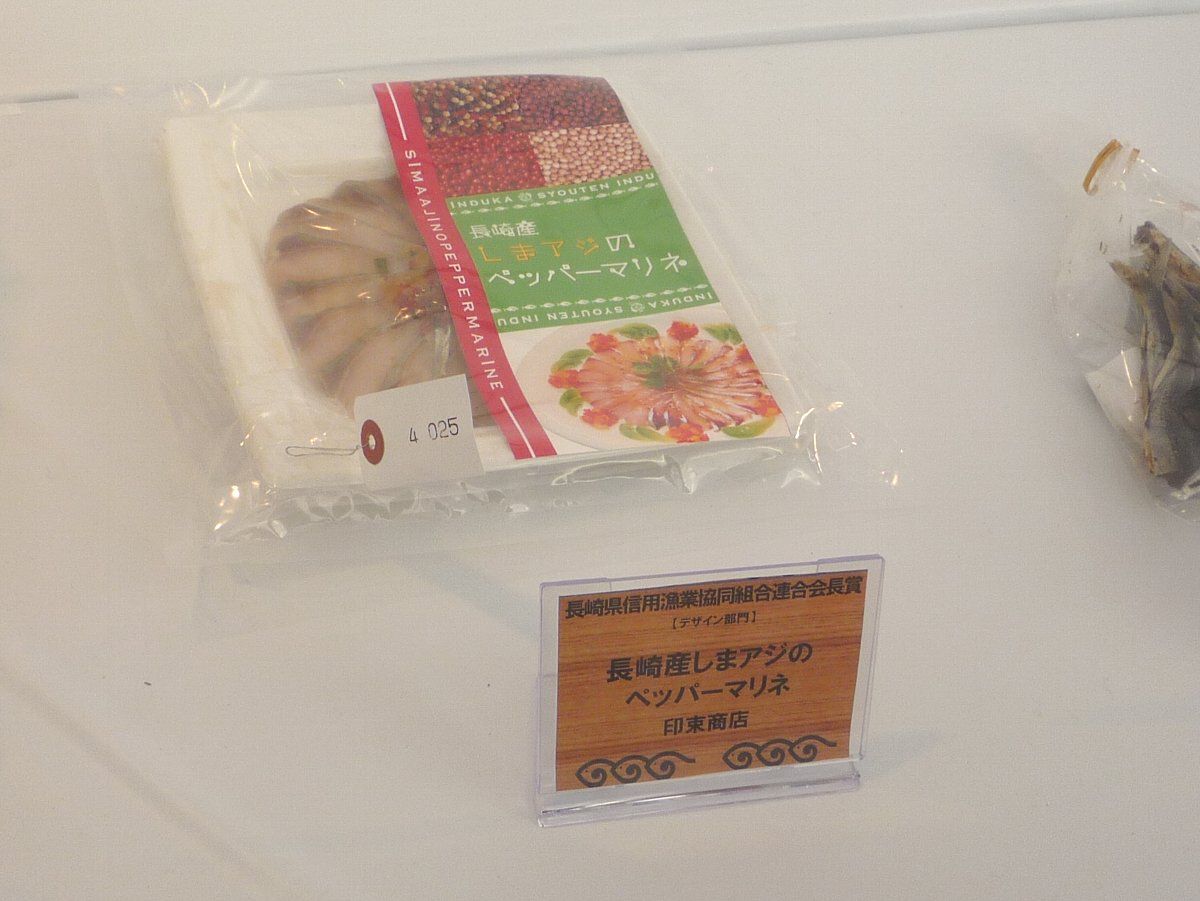 SIMAAJINOPEPPERMARINE
INDUKA SYOUTEN INDU
長崎産
しまアジの
ペッパーマリネ
INDUKA SYOUTEN INDU
4 025
長崎県信用漁業協同組合連合会長賞
【デザイン部門】
長崎産しまアジの
ペッパーマリネ
印束商店